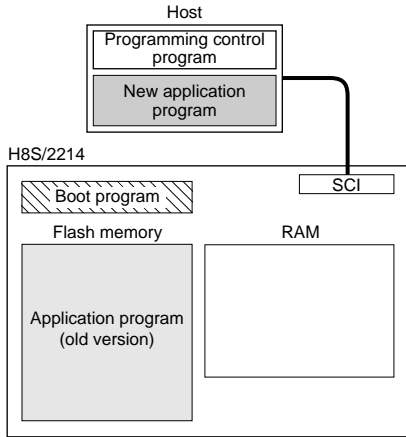 Host
Programming control
program
New application
program
H8S/2214
SCI
Boot program
Flash memory
RAM
Application program
(old version)